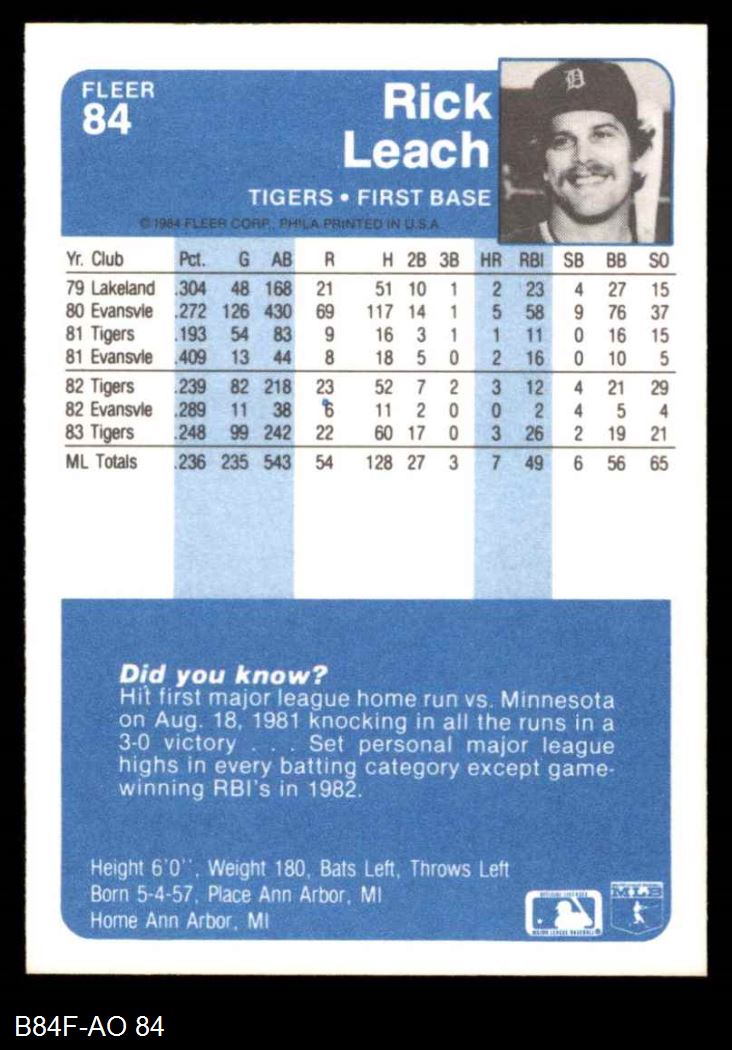 FLEER
84
Rick
Leach
TIGERS • FIRST BASE
© 1984 FLEER CORP. PHILA PRINTED IN U.S.A
Yr. Club Pct. G AB R H 2B 3B HR RBI SB BB SO
79 Lakeland .304 48 168 21 51 10 1 2 23 4 27 15
80 Evansvle .272 126 430 69 117 14 1 5 58 9 76 37
81 Tigers .193 54 83 9 16 3 1 1 11 0 16 15
81 Evansvle .409 13 44 8 18 5 0 2 16 0 10 5
82 Tigers .239 82 218 23 52 7 2 3 12 4 21 29
82 Evansvle .289 11 38 6 11 2 0 0 2 4 5 4
83 Tigers .248 99 242 22 60 17 0 3 26 2 19 21
ML Totals .236 235 543 54 128 27 3 7 49 6 56 65
Did you know?
Hit first major league home run vs. Minnesota
on Aug. 18, 1981 knocking in all the runs in a
3-0 victory . . . Set personal major league
highs in every batting category except game-
winning RBI's in 1982.
Height 6'0'', Weight 180, Bats Left, Throws Left
Born 5-4-57, Place Ann Arbor, MI
Home Ann Arbor, MI
MLB
MAJOR LEAGUE BASEBALL
B84F-AO 84